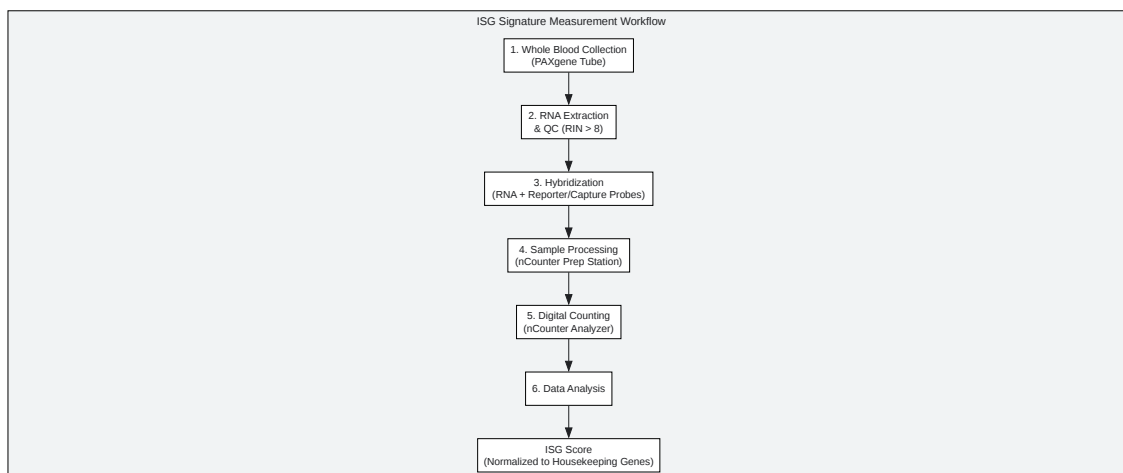 ISG Signature Measurement Workflow
1. Whole Blood Collection
(PAXgene Tube)
2. RNA Extraction
& QC (RIN > 8)
3. Hybridization
(RNA + Reporter/Capture Probes)
4. Sample Processing
(nCounter Prep Station)
5. Digital Counting
(nCounter Analyzer)
6. Data Analysis
ISG Score
(Normalized to Housekeeping Genes)